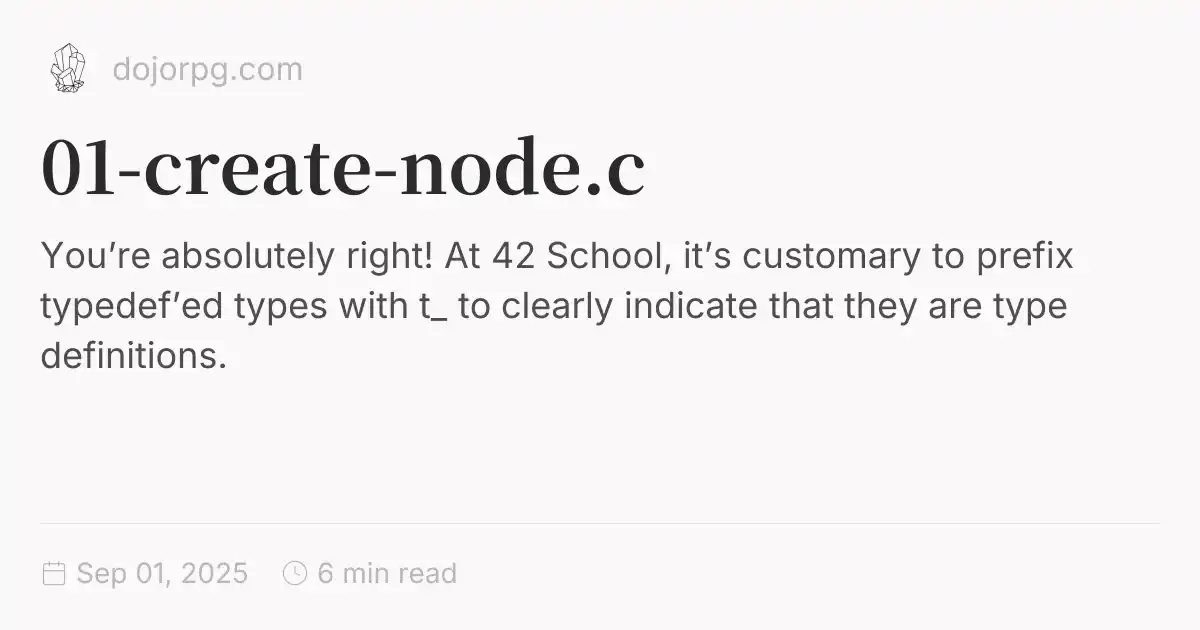 dojorpg.com
01-create-node.c
You’re absolutely right! At 42 School, it’s customary to prefix
typedef’ed types with t_ to clearly indicate that they are type
definitions.
Sep 01, 2025 6 min read